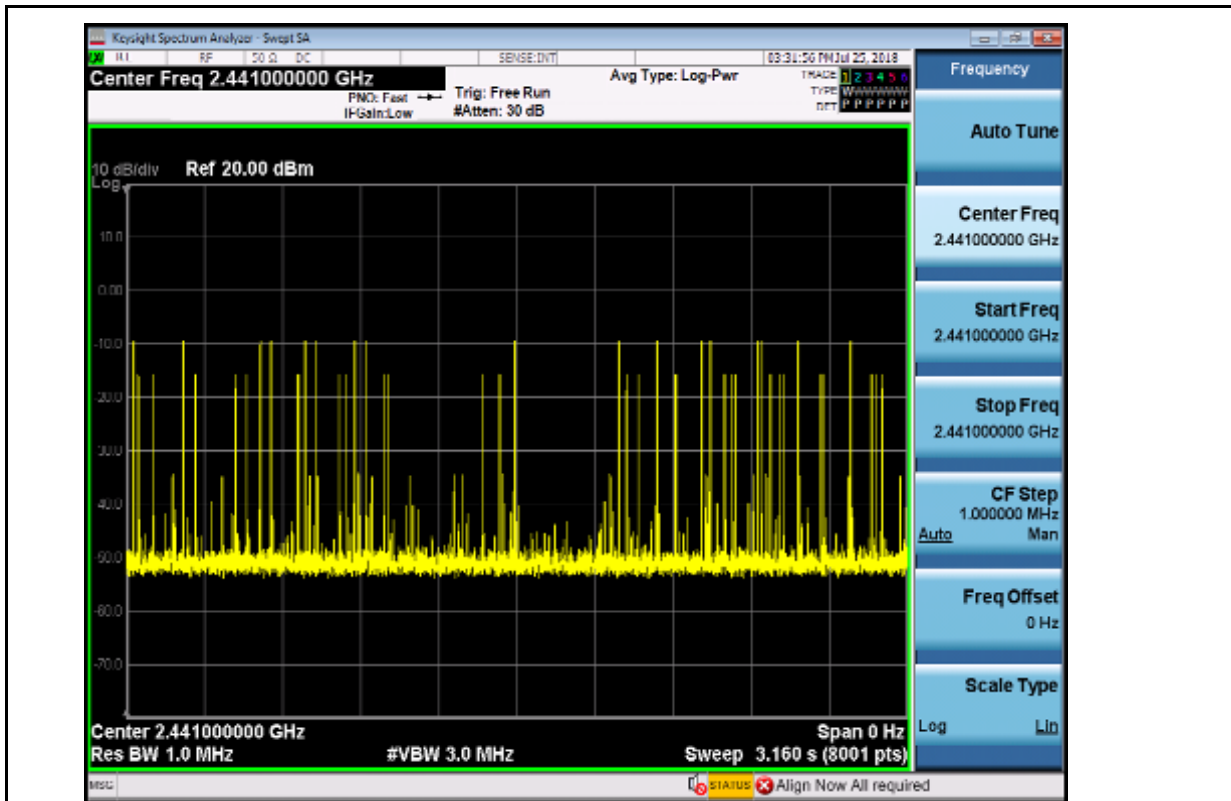 Keysight Spectrum Analyzer - Swept SA
RF 50 Ω DC SENSE:INT 03:31:56 PM Jul 25, 2018
Center Freq 2.441000000 GHz
Avg Type: Log-Pwr
TRACE 1 2 3 4 5 6
PNO: Fast
Trig: Free Run
TYPE WWWWWW
IFGain:Low
#Atten: 30 dB
DET P P P P P P
10 dB/div Ref 20.00 dBm
Log
10.0
0.00
-10.0
-20.0
-30.0
-40.0
-50.0
-60.0
-70.0
Center 2.441000000 GHz Span 0 Hz
Res BW 1.0 MHz #VBW 3.0 MHz Sweep 3.160 s (8001 pts)
MSG STATUS Align Now All required
Frequency
Auto Tune
Center Freq
2.441000000 GHz
Start Freq
2.441000000 GHz
Stop Freq
2.441000000 GHz
CF Step
1.000000 MHz
Auto Man
Freq Offset
0 Hz
Scale Type
Log Lin